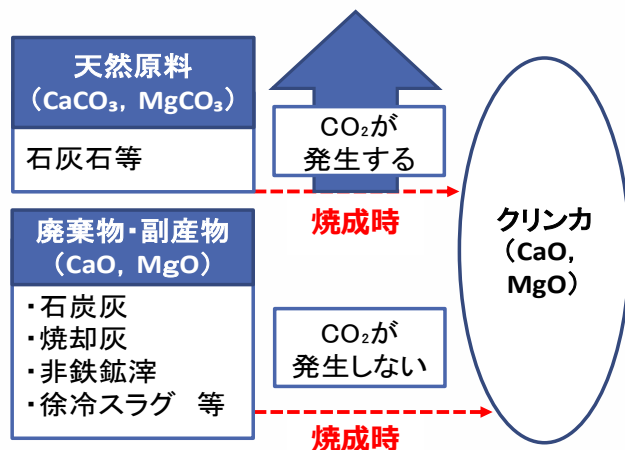 天然原料
（CaCO₃, MgCO₃）
石灰石等
CO₂が
発生する
焼成時
廃棄物・副産物
（CaO, MgO）
・石炭灰
・焼却灰
・非鉄鉱滓
・徐冷スラグ　等
CO₂が
発生しない
焼成時
クリンカ
（CaO,
MgO）